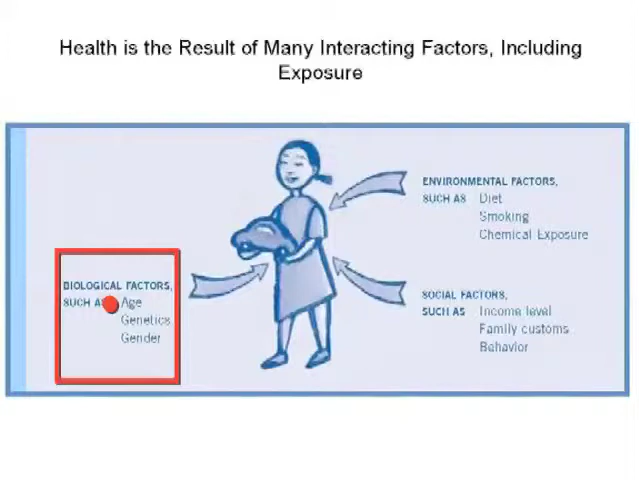 Health is the Result of Many Interacting Factors, Including
Exposure
ENVIRONMENTAL FACTORS,
SUCH AS Diet
Smoking
Chemical Exposure
BIOLOGICAL FACTORS,
SUCH AS Age
Genetics
Gender
SOCIAL FACTORS,
SUCH AS Income level
Family customs
Behavior